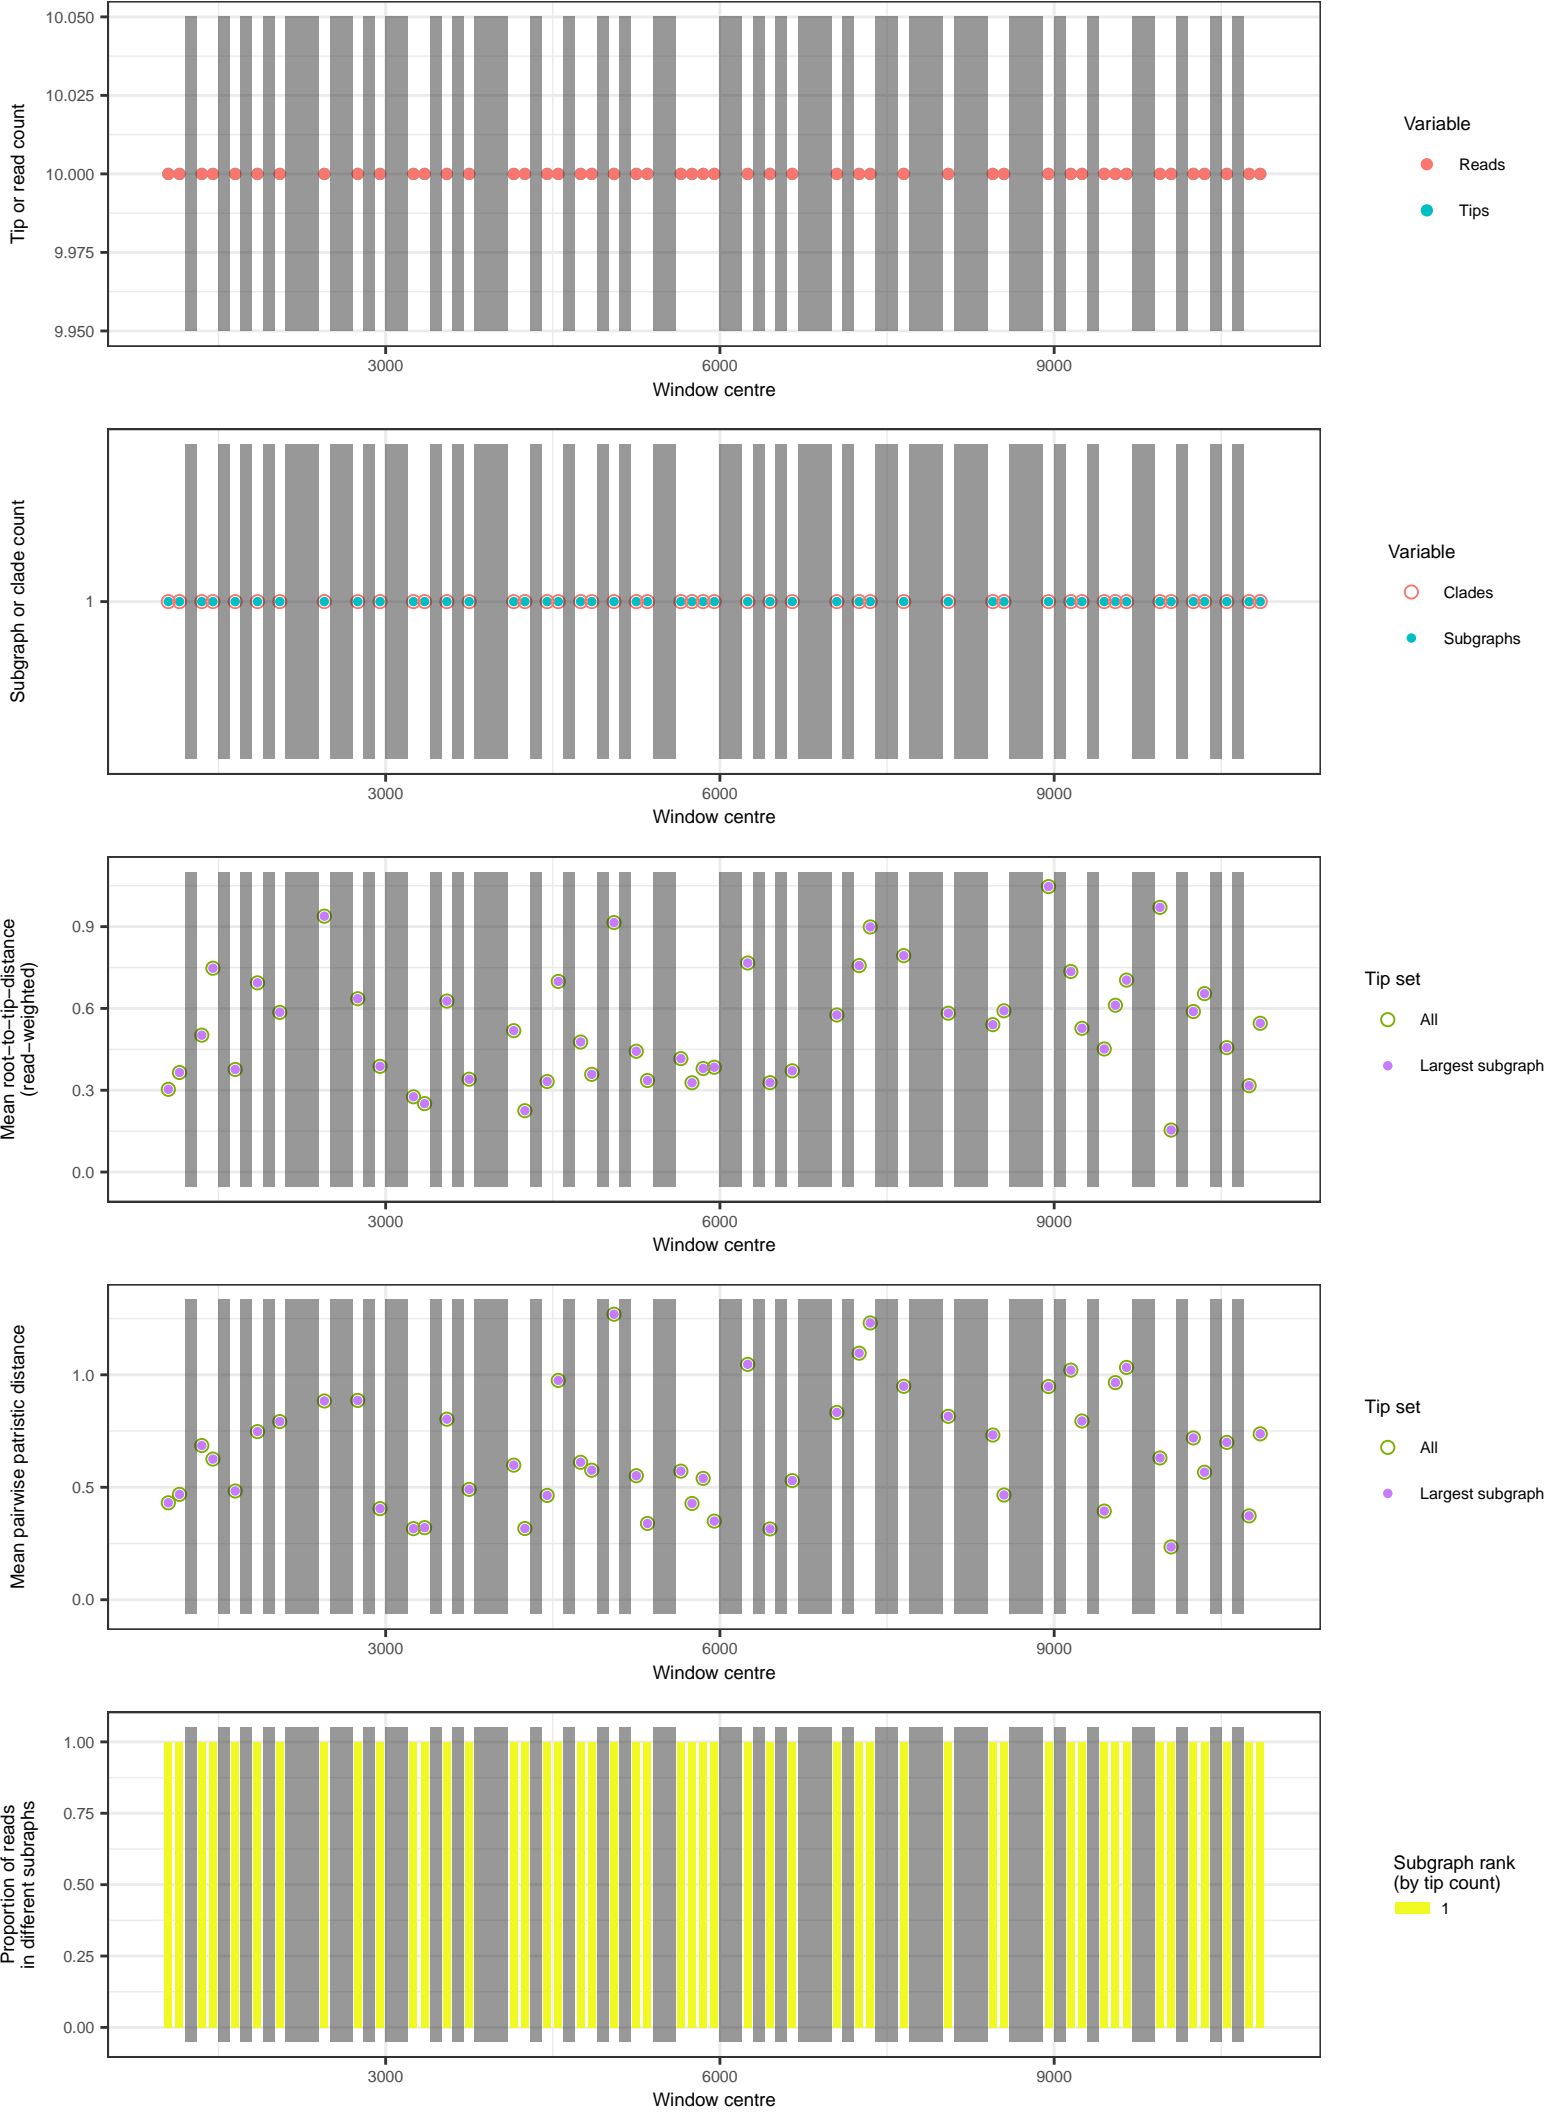 10.050
10.025
10.000
9.975
9.950
Tip or read count
3000
6000
9000
Window centre
Variable
Reads
Tips
1
Subgraph or clade count
3000
6000
9000
Window centre
Variable
Clades
Subgraphs
0.9
0.6
0.3
0.0
Mean root−to−tip−distance
(read−weighted)
3000
6000
9000
Window centre
Tip set
All
Largest subgraph
1.0
0.5
0.0
Mean pairwise patristic distance
3000
6000
9000
Window centre
Tip set
All
Largest subgraph
1.00
0.75
0.50
0.25
0.00
Proportion of reads
in different subraphs
3000
6000
9000
Window centre
Subgraph rank
(by tip count)
1